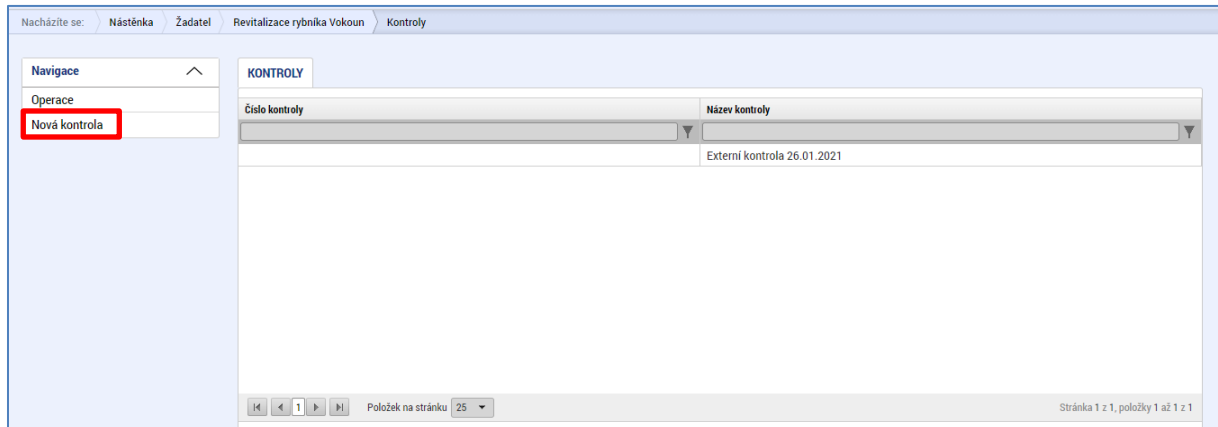 Nacházíte se: Nástěnka Žadatel Revitalizace rybníka Vokoun Kontroly
Navigace
Operace
Nová kontrola
KONTROLY
Číslo kontroly Název kontroly
Externí kontrola 26.01.2021
1 Položek na stránku 25 Stránka 1 z 1, položky 1 až 1 z 1